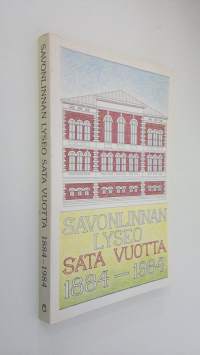 SAVONLINNAN LYSEO SATA VUOTTA 1884-1984
SAVONLINNAN
LYSEO
SATA VUOTTA
1884-1984